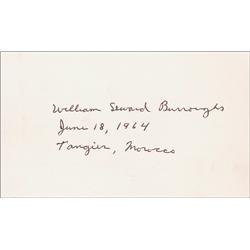 William Seward Burroughs
June 18, 1964
Tangier, Morocco